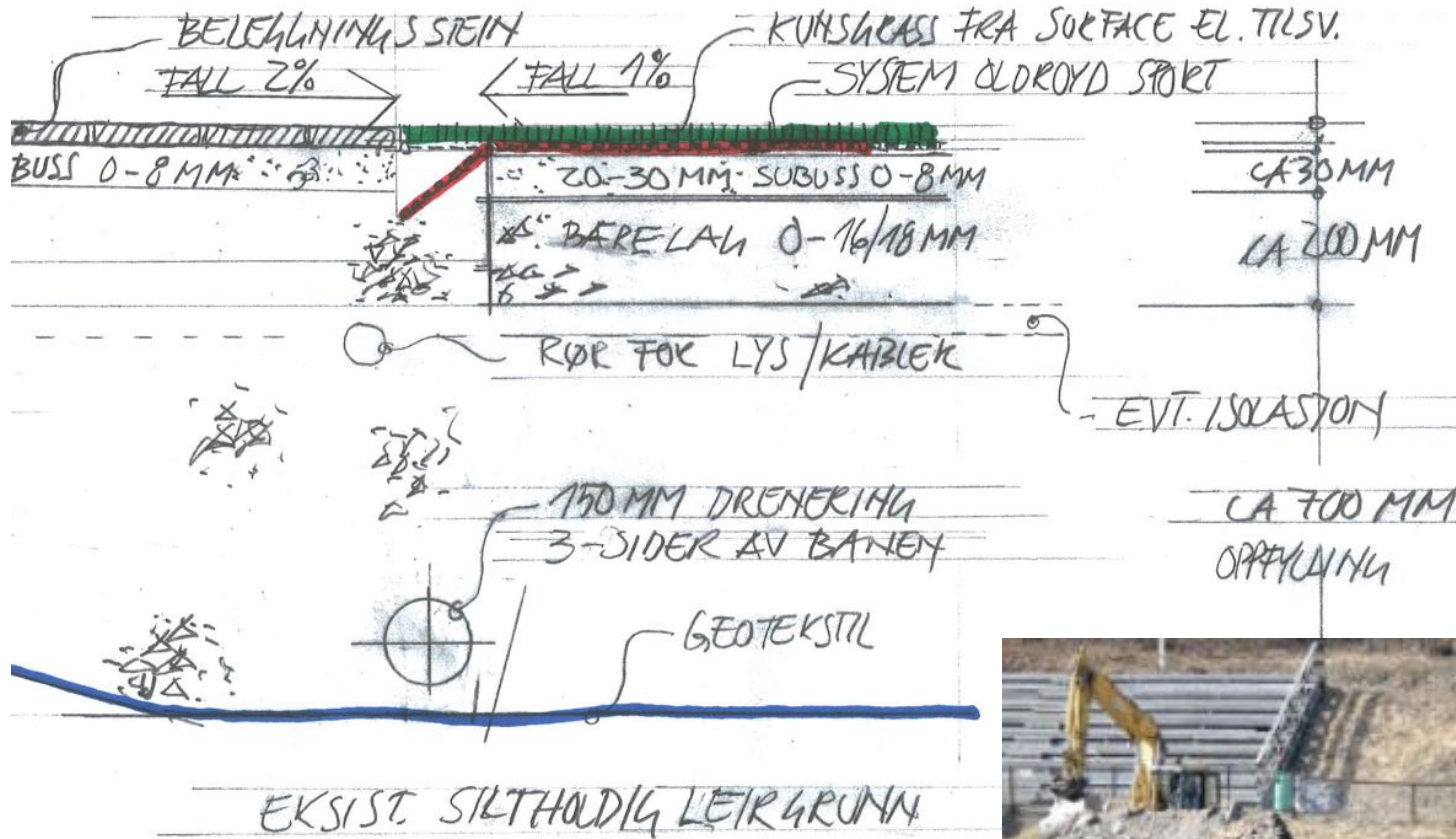 BELEGGNINGSSTEIN
KUNSGRASS FRA SURFACE EL. TILSV.
FALL 2%
FALL 1%
SYSTEM OLDROYD SPORT
BUSS 0-8 MM
20-30 MM SUBUSS 0-8 MM
CA 30 MM
BÆRELAG 0-16/18 MM
CA 200 MM
RØR FOR LYS/KABLER
EVT. ISOLASJON
150 MM DRENERING
3-SIDER AV BANEN
CA 700 MM
OPPFYLNING
GEOTEKSTIL
EKSIST. SILTHOLDIG LEIRGRUNN